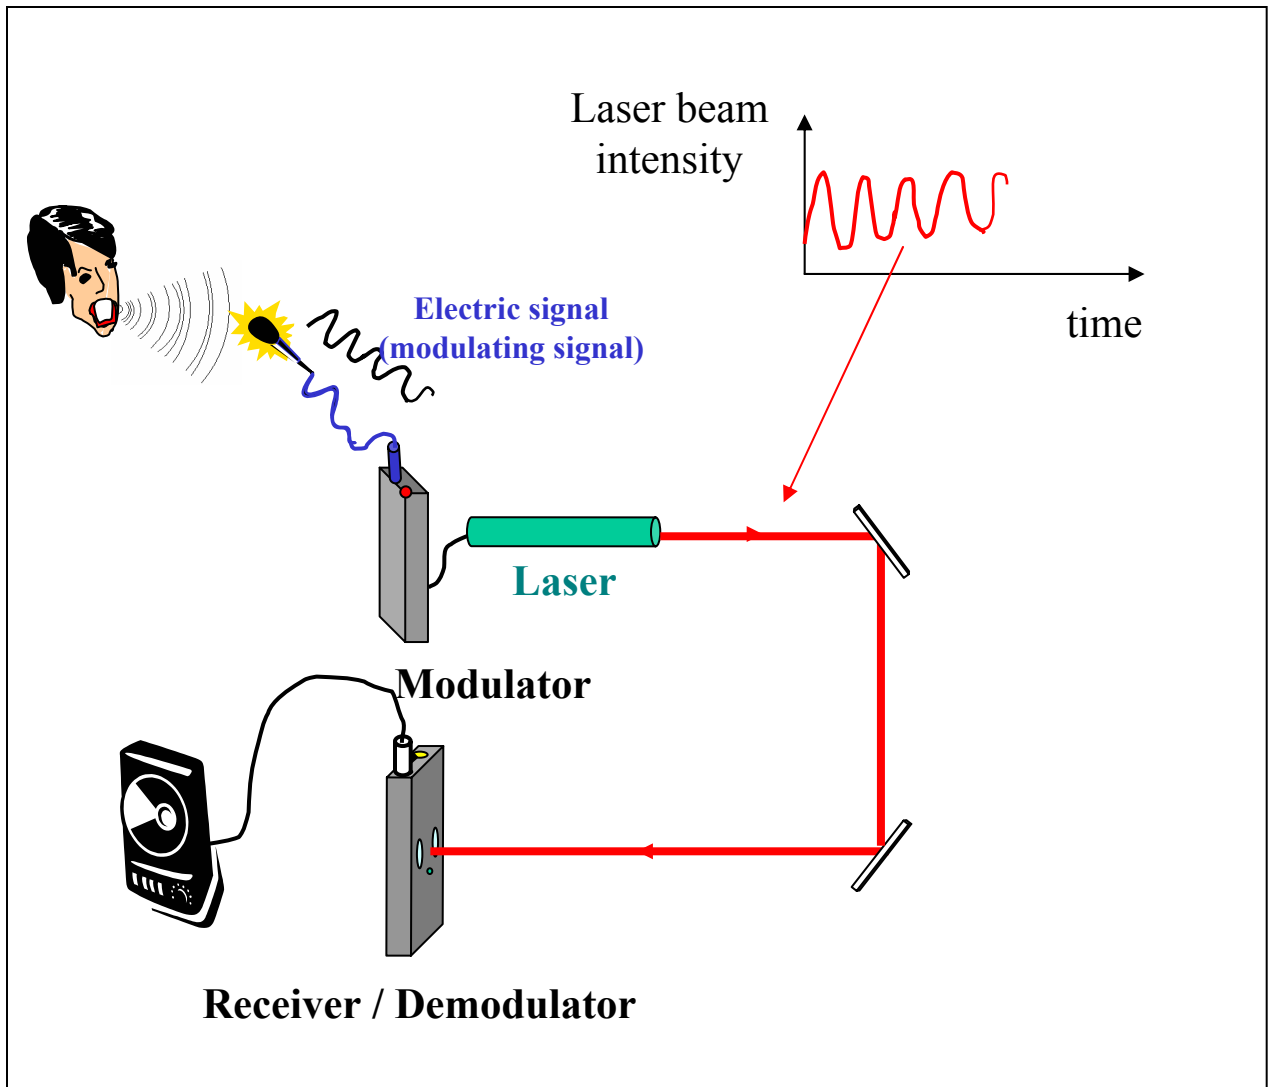 Laser beam
intensity
time
Electric signal
(modulating signal)
Laser
Modulator
Receiver / Demodulator